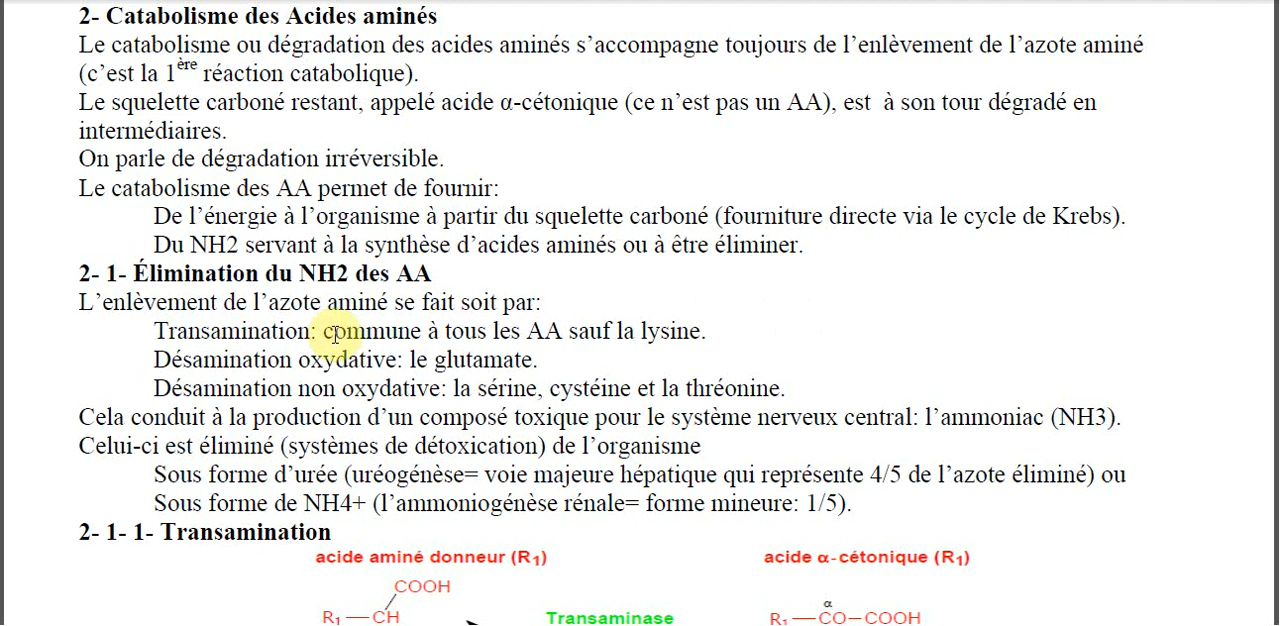 2- Catabolisme des Acides aminés
Le catabolisme ou dégradation des acides aminés s’accompagne toujours de l’enlèvement de l’azote aminé
(c’est la 1ère réaction catabolique).
Le squelette carboné restant, appelé acide α-cétonique (ce n’est pas un AA), est à son tour dégradé en
intermédiaires.
On parle de dégradation irréversible.
Le catabolisme des AA permet de fournir:
De l’énergie à l’organisme à partir du squelette carboné (fourniture directe via le cycle de Krebs).
Du NH2 servant à la synthèse d’acides aminés ou à être éliminer.
2- 1- Élimination du NH2 des AA
L’enlèvement de l’azote aminé se fait soit par:
Transamination: commune à tous les AA sauf la lysine.
Désamination oxydative: le glutamate.
Désamination non oxydative: la sérine, cystéine et la thréonine.
Cela conduit à la production d’un composé toxique pour le système nerveux central: l’ammoniac (NH3).
Celui-ci est éliminé (systèmes de détoxication) de l’organisme
Sous forme d’urée (uréogénèse= voie majeure hépatique qui représente 4/5 de l’azote éliminé) ou
Sous forme de NH4+ (l’ammoniogénèse rénale= forme mineure: 1/5).
2- 1- 1- Transamination
acide aminé donneur (R1) acide α-cétonique (R1)
COOH
α
R1—CH Transaminase R1—CO—COOH